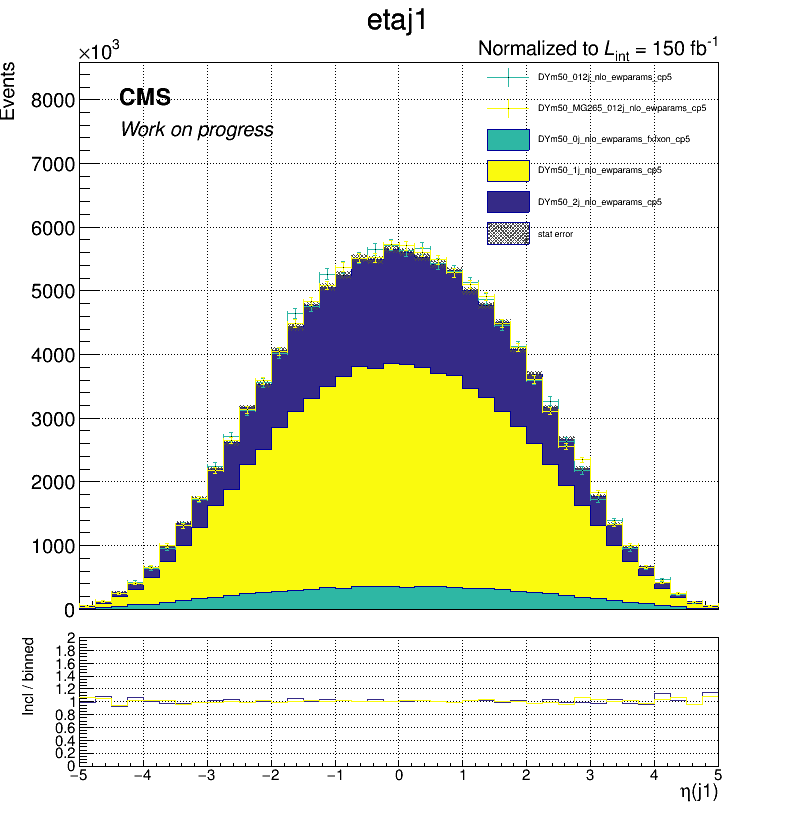 etaj1
×10³
Normalized to L_int = 150 fb⁻¹
Events
CMS
Work on progress
DYm50_012j_nlo_ewparams_cp5
DYm50_MG265_012j_nlo_ewparams_cp5
DYm50_0j_nlo_ewparams_fxfxon_cp5
DYm50_1j_nlo_ewparams_cp5
DYm50_2j_nlo_ewparams_cp5
stat error
8000
7000
6000
5000
4000
3000
2000
1000
0
Incl / binned
2
1.8
1.6
1.4
1.2
1
0.8
0.6
0.4
0.2
0
−5 −4 −3 −2 −1 0 1 2 3 4 5
η(j1)